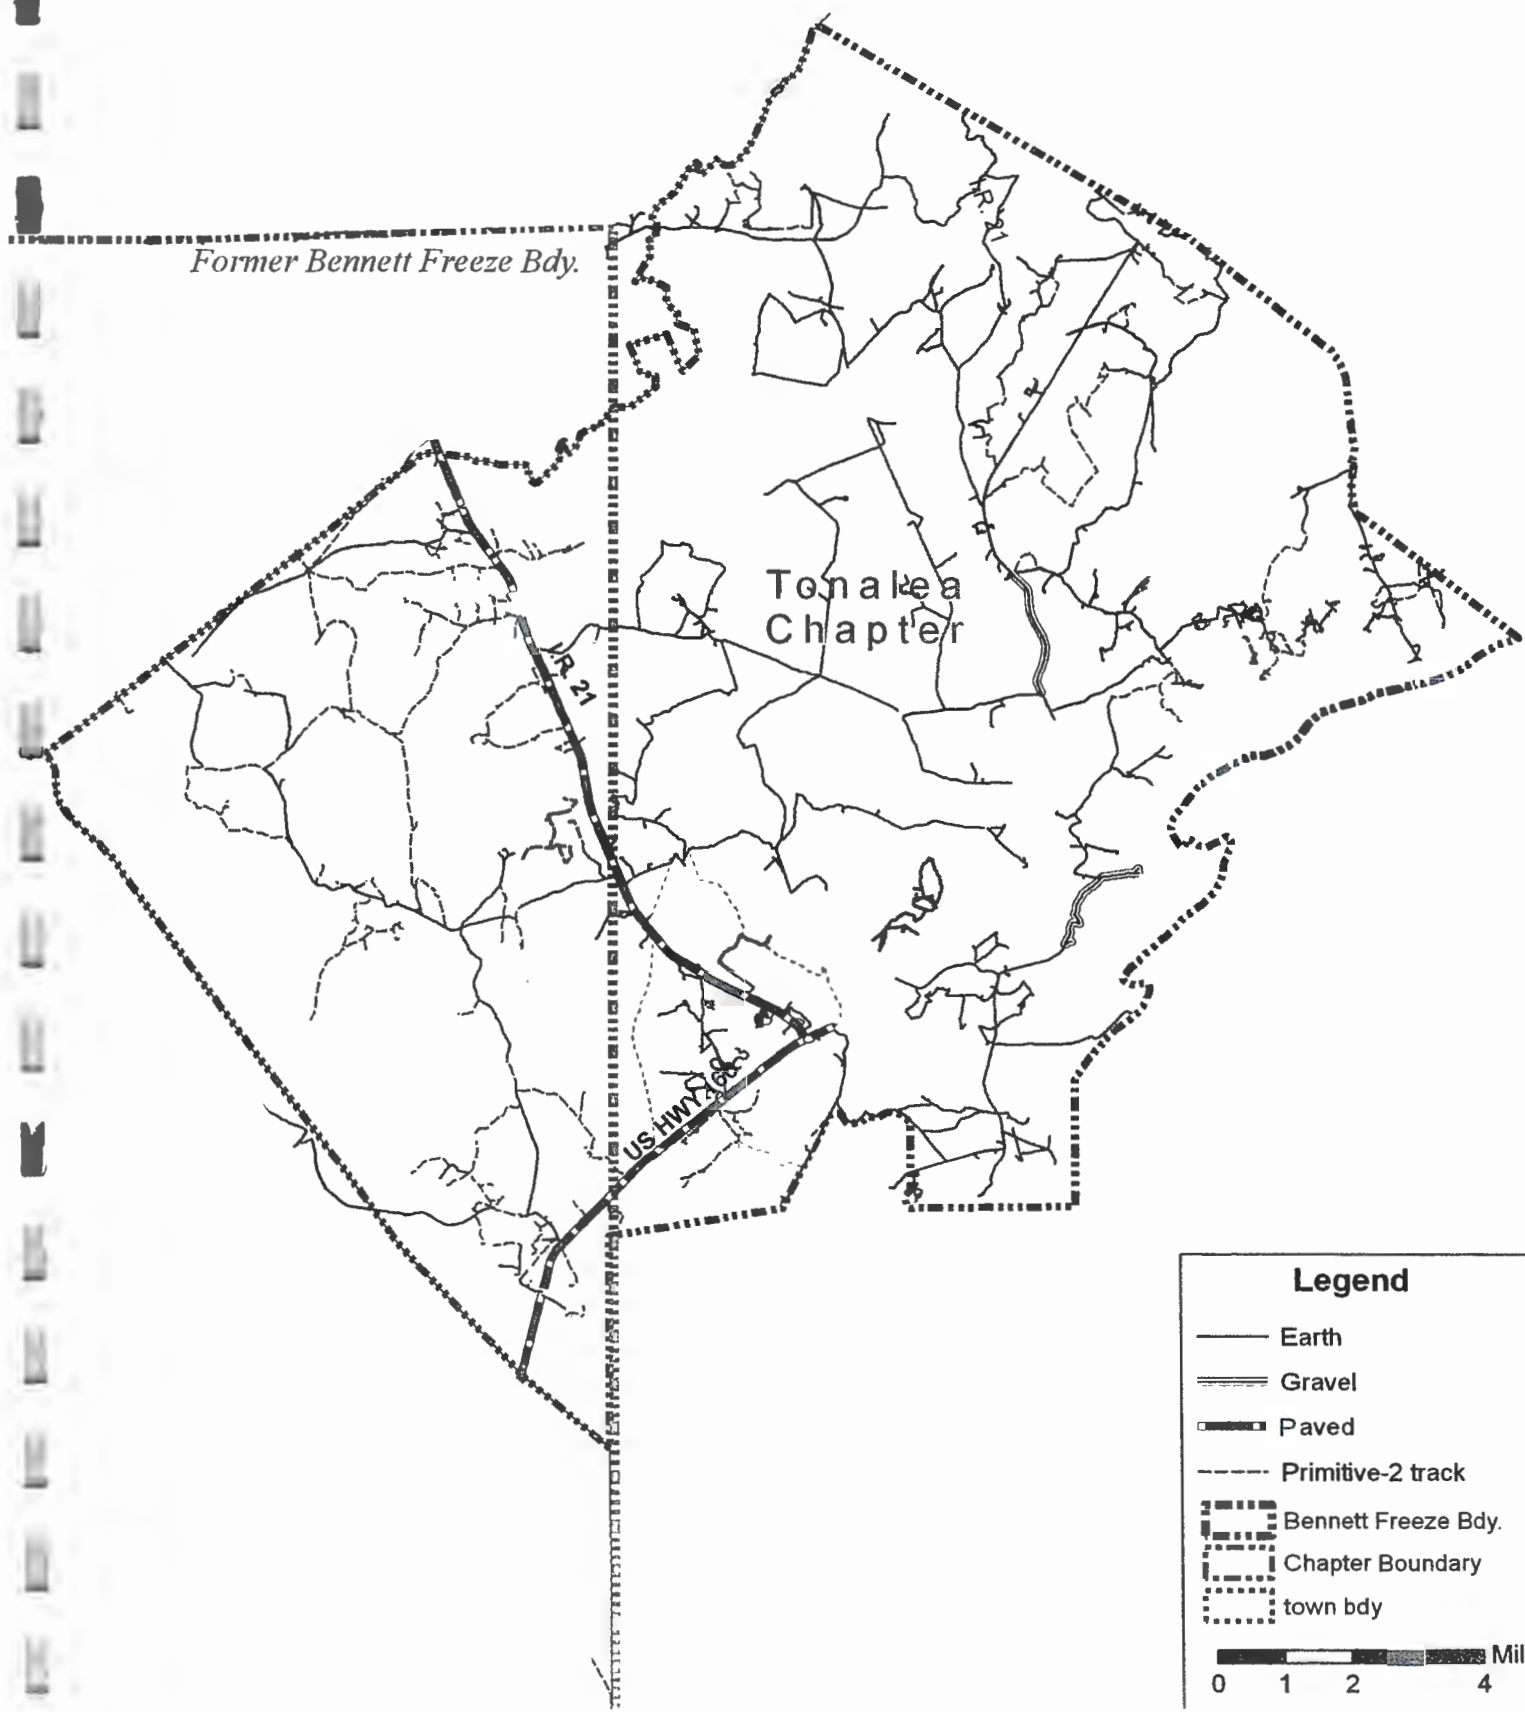 R. 21
Former Bennett Freeze Bdy.
Tonalea
Chapter
R. 21
US HWY 160
Legend
Earth
Gravel
Paved
Primitive-2 track
Bennett Freeze Bdy.
Chapter Boundary
town bdy
Mil
0 1 2 4